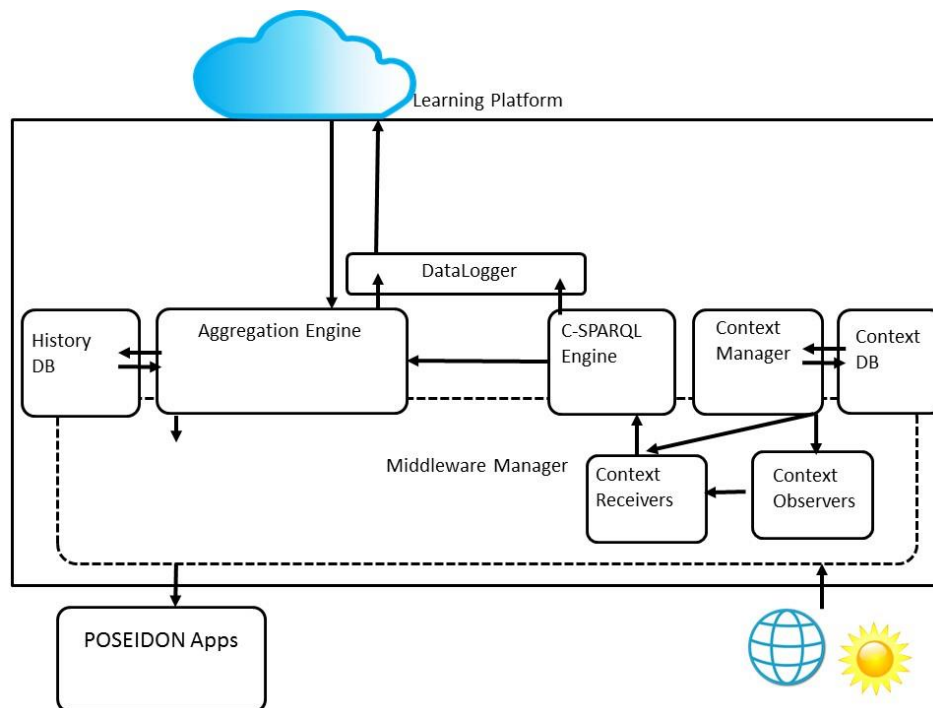 Learning Platform
DataLogger
History
DB
Aggregation Engine
C-SPARQL
Engine
Context
Manager
Context
DB
Middleware Manager
Context
Receivers
Context
Observers
POSEIDON Apps